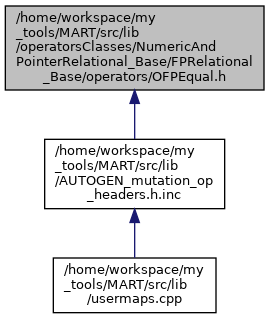 /home/workspace/my
_tools/MART/src/lib
/operatorsClasses/NumericAnd
PointerRelational_Base/FPRelational
_Base/operators/OFPEqual.h
/home/workspace/my
_tools/MART/src/lib
/AUTOGEN_mutation_op
_headers.h.inc
/home/workspace/my
_tools/MART/src/lib
/usermaps.cpp